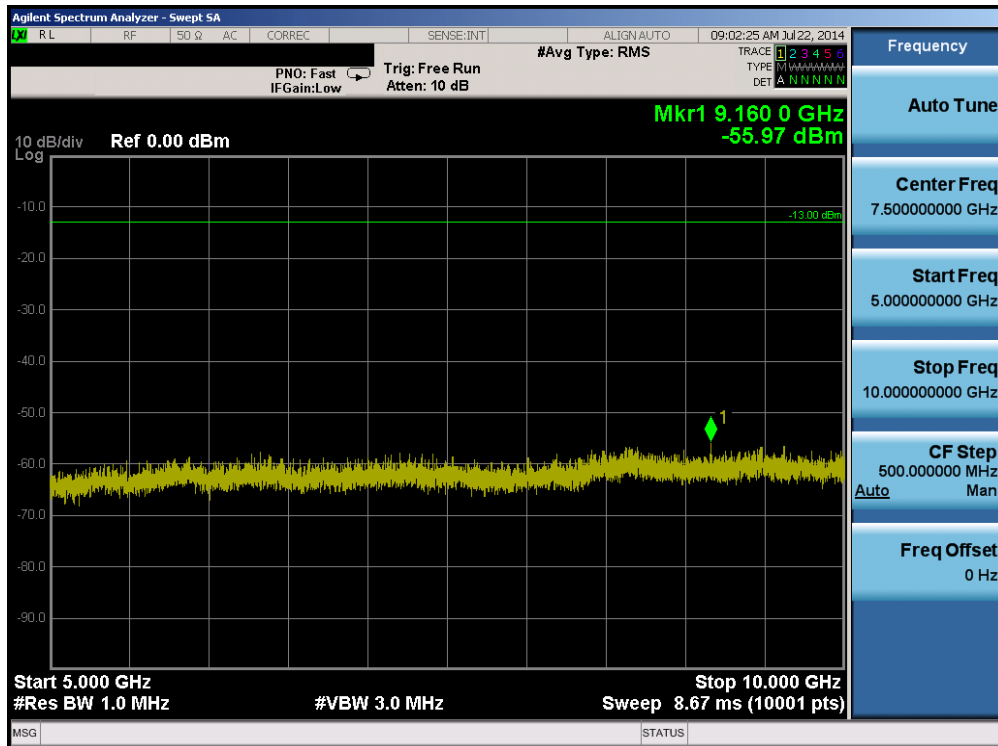 Agilent Spectrum Analyzer - Swept SA
LXI RL RF 50 Ω AC CORREC SENSE:INT ALIGN AUTO 09:02:25 AM Jul 22, 2014
#Avg Type: RMS
TRACE 1 2 3 4 5 6
TYPE M WWWWW
DET A N N N N N
PNO: Fast
IFGain:Low
Trig: Free Run
Atten: 10 dB
Mkr1 9.160 0 GHz
-55.97 dBm
10 dB/div
Log
Ref 0.00 dBm
-10.0
-13.00 dBm
-20.0
-30.0
-40.0
-50.0
1
-60.0
-70.0
-80.0
-90.0
Start 5.000 GHz
Stop 10.000 GHz
#Res BW 1.0 MHz
#VBW 3.0 MHz
Sweep 8.67 ms (10001 pts)
MSG
STATUS
Frequency
Auto Tune
Center Freq
7.500000000 GHz
Start Freq
5.000000000 GHz
Stop Freq
10.000000000 GHz
CF Step
500.000000 MHz
Auto Man
Freq Offset
0 Hz